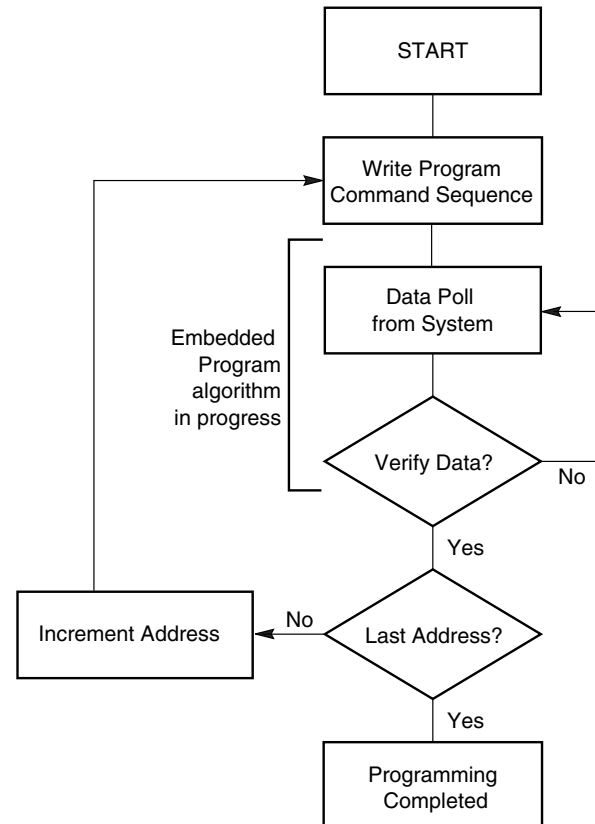 START
Write Program
Command Sequence
Data Poll
from System
Embedded
Program
algorithm
in progress
Verify Data?
No
Yes
Increment Address
No
Last Address?
Yes
Programming
Completed